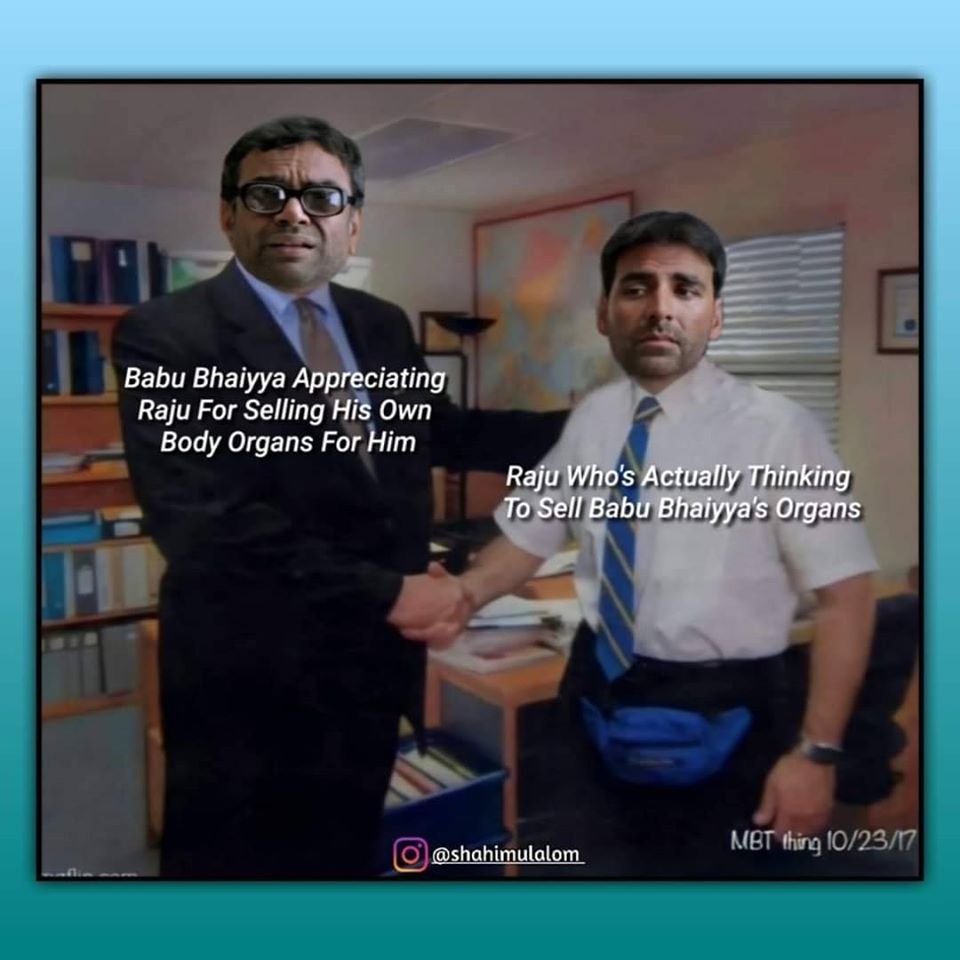 Babu Bhaiyya Appreciating
Raju For Selling His Own
Body Organs For Him
Raju Who's Actually Thinking
To Sell Babu Bhaiyya's Organs
MBT thing 10/23/17
@shahimulalom